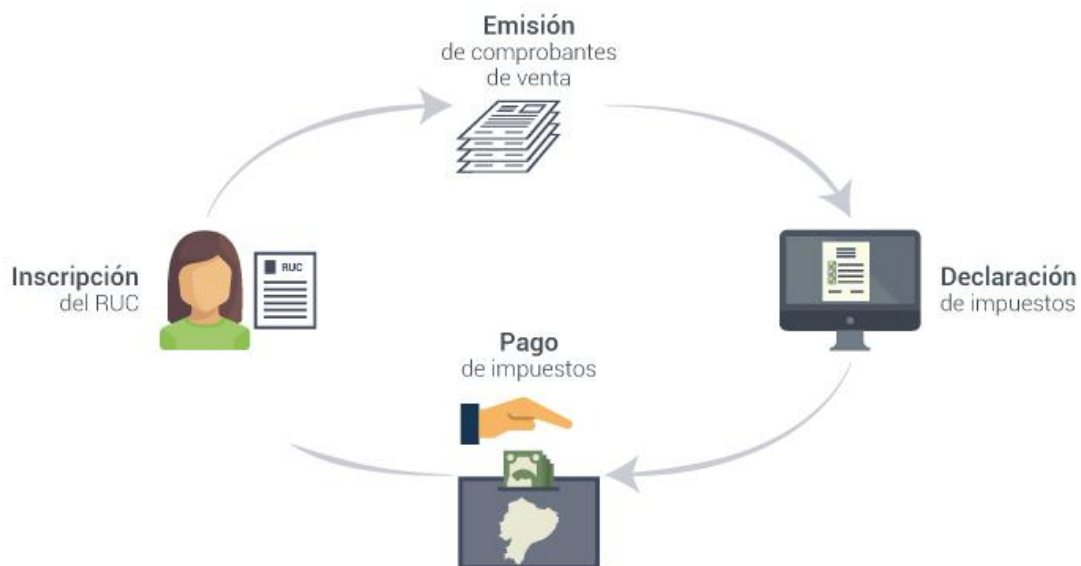 Emisión
de comprobantes
de venta
Inscripción
del RUC
RUC
Declaración
de impuestos
Pago
de impuestos